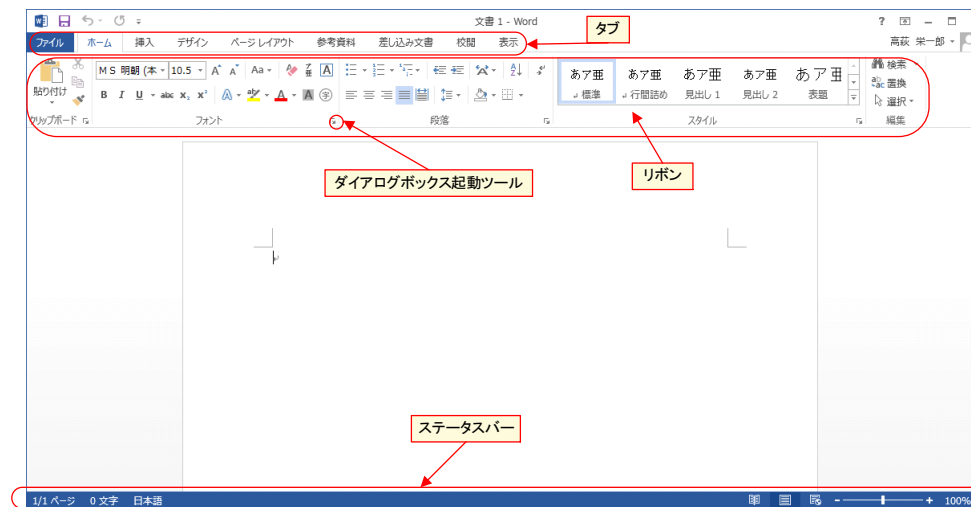 文書 1 - Word
タブ
ファイル ホーム 挿入 デザイン ページ レイアウト 参考資料 差し込み文書 校閲 表示
高萩 栄一郎
貼り付け
クリップボード
MS 明朝 (本 10.5
フォント
段落
あア亜 あア亜 あア亜 あア亜 あア亜
標準 行間詰め 見出し 1 見出し 2 表題
スタイル
検索
置換
選択
編集
ダイアログボックス起動ツール
リボン
ステータスバー
1/1 ページ 0 文字 日本語
100%